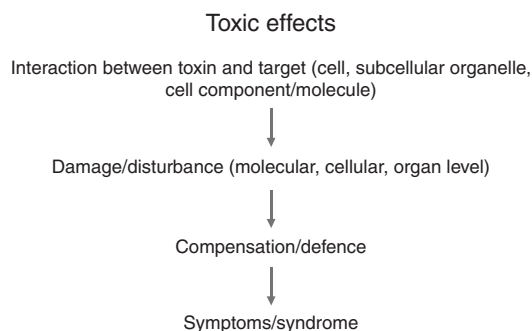 Toxic effects
Interaction between toxin and target (cell, subcellular organelle,
cell component/molecule)
Damage/disturbance (molecular, cellular, organ level)
Compensation/defence
Symptoms/syndrome